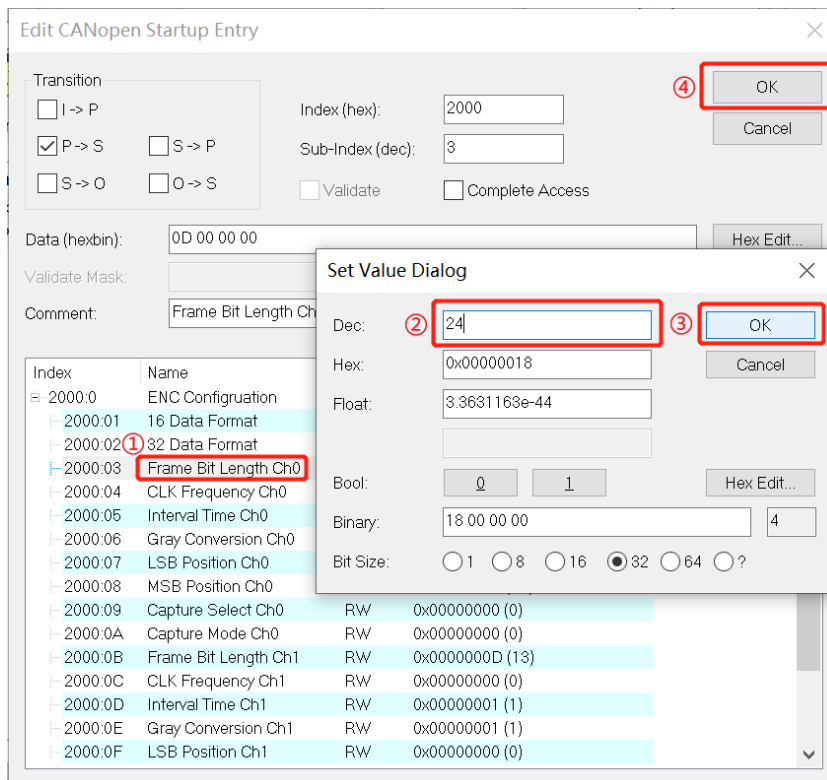 Edit CANopen Startup Entry
Transition
I -> P
P -> S
S -> P
S -> O
O -> S
Index (hex):
2000
Sub-Index (dec):
3
Validate
Complete Access
④
OK
Cancel
Data (hexbin):
0D 00 00 00
Hex Edit...
Validate Mask:
Comment:
Frame Bit Length Ch
Set Value Dialog
Dec:
②
24
③
OK
Hex:
0x00000018
Cancel
Float:
3.3631163e-44
Bool:
0
1
Hex Edit...
Binary:
18 00 00 00
4
Bit Size:
1
8
16
32
64
?
Index Name
2000:0 ENC Configruation
2000:01 16 Data Format
2000:02 ① 32 Data Format
2000:03 Frame Bit Length Ch0
2000:04 CLK Frequency Ch0
2000:05 Interval Time Ch0
2000:06 Gray Conversion Ch0
2000:07 LSB Position Ch0
2000:08 MSB Position Ch0
2000:09 Capture Select Ch0 RW 0x00000000 (0)
2000:0A Capture Mode Ch0 RW 0x00000000 (0)
2000:0B Frame Bit Length Ch1 RW 0x0000000D (13)
2000:0C CLK Frequency Ch1 RW 0x00000000 (0)
2000:0D Interval Time Ch1 RW 0x00000001 (1)
2000:0E Gray Conversion Ch1 RW 0x00000001 (1)
2000:0F LSB Position Ch1 RW 0x00000000 (0)